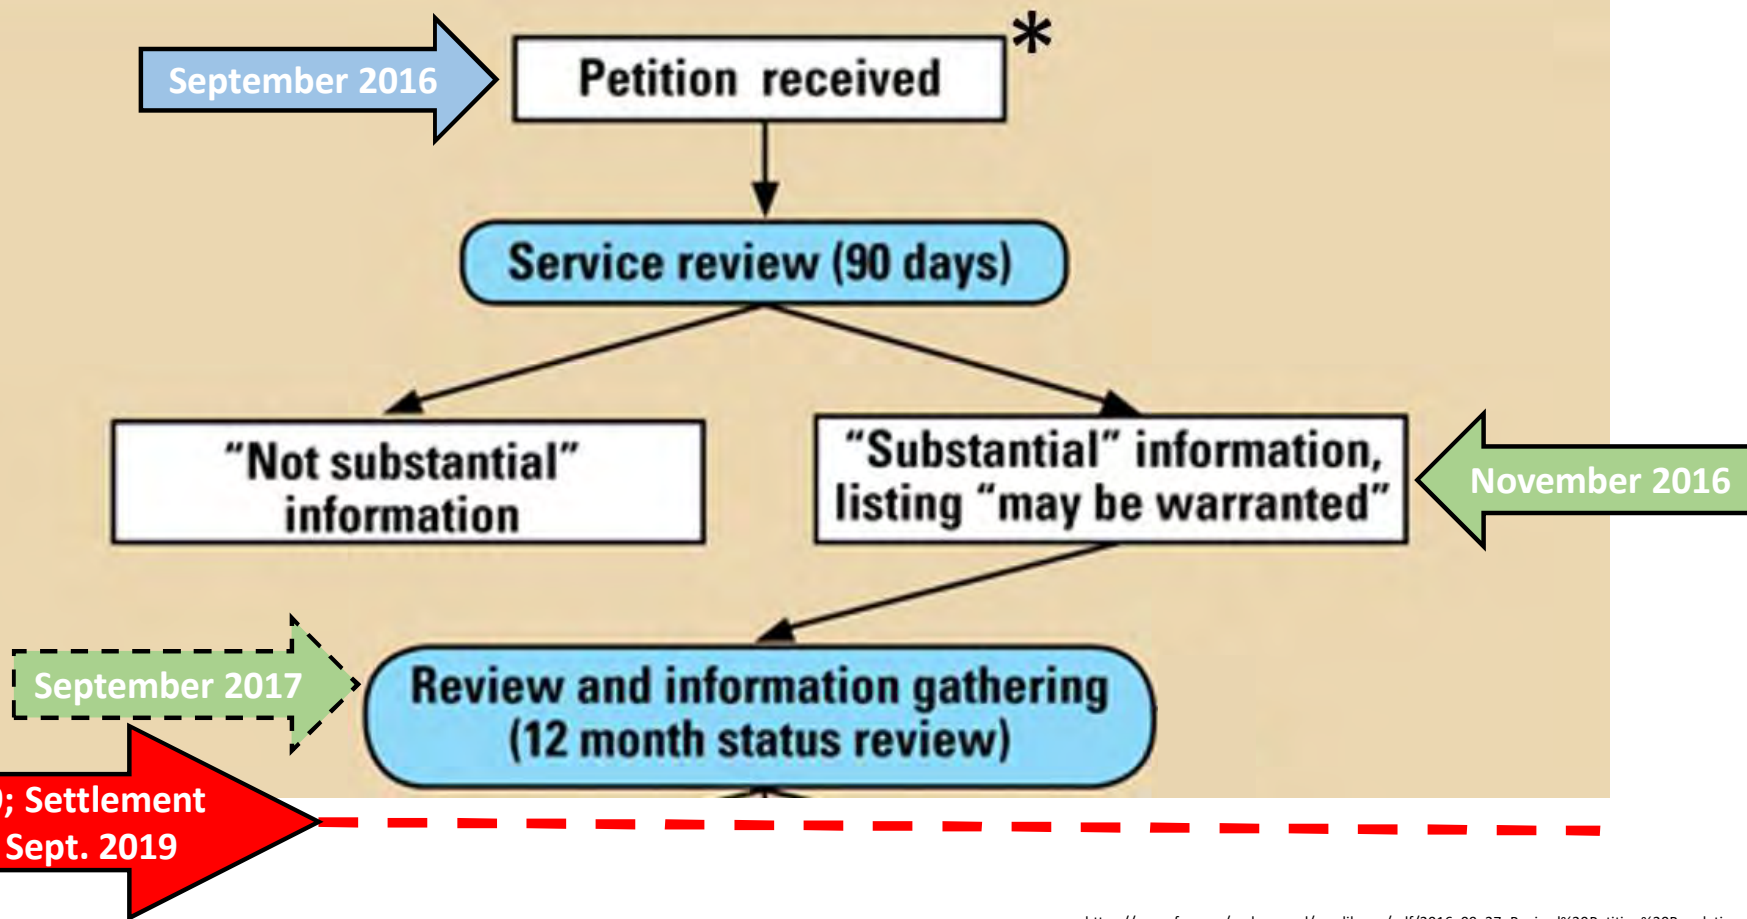 September 2016
Petition received
*
Service review (90 days)
“Not substantial”
information
“Substantial” information,
listing “may be warranted”
November 2016
September 2017
Review and information gathering
(12 month status review)
; Settlement
Sept. 2019